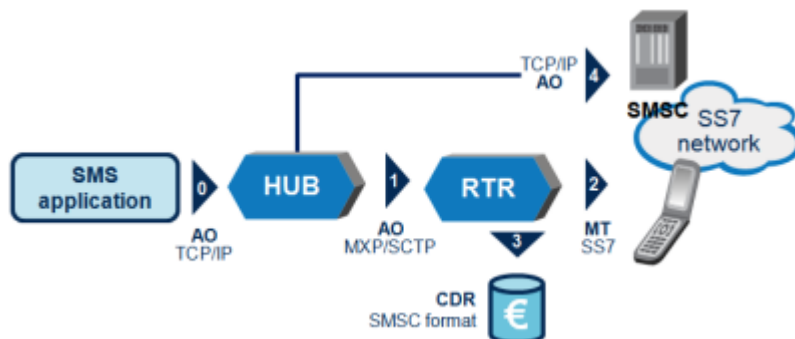 TCP/IP
AO
4
SMSC
SS7
network
SMS
application
0
HUB
1
RTR
2
AO
TCP/IP
AO
MXP/SCTP
3
MT
SS7
CDR
SMSC format
€